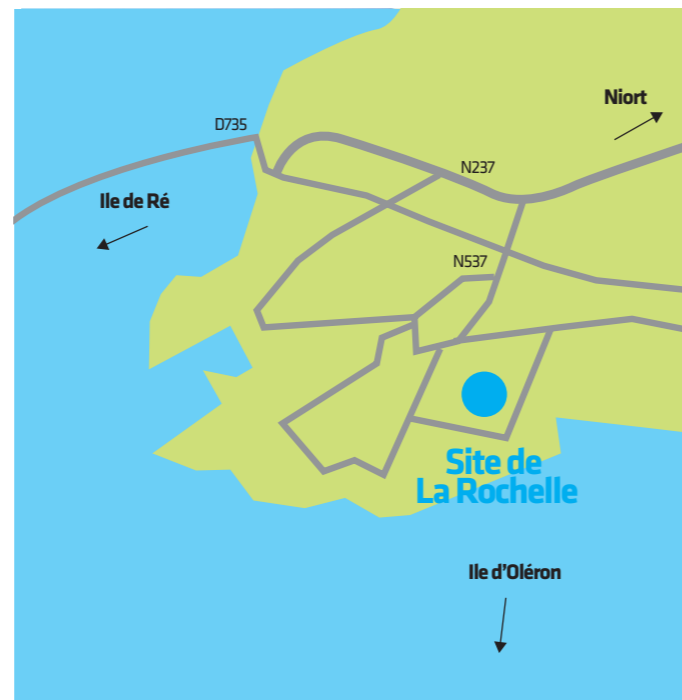 Niort
D735
N237
Ile de Ré
N537
Site de
La Rochelle
Ile d'Oléron